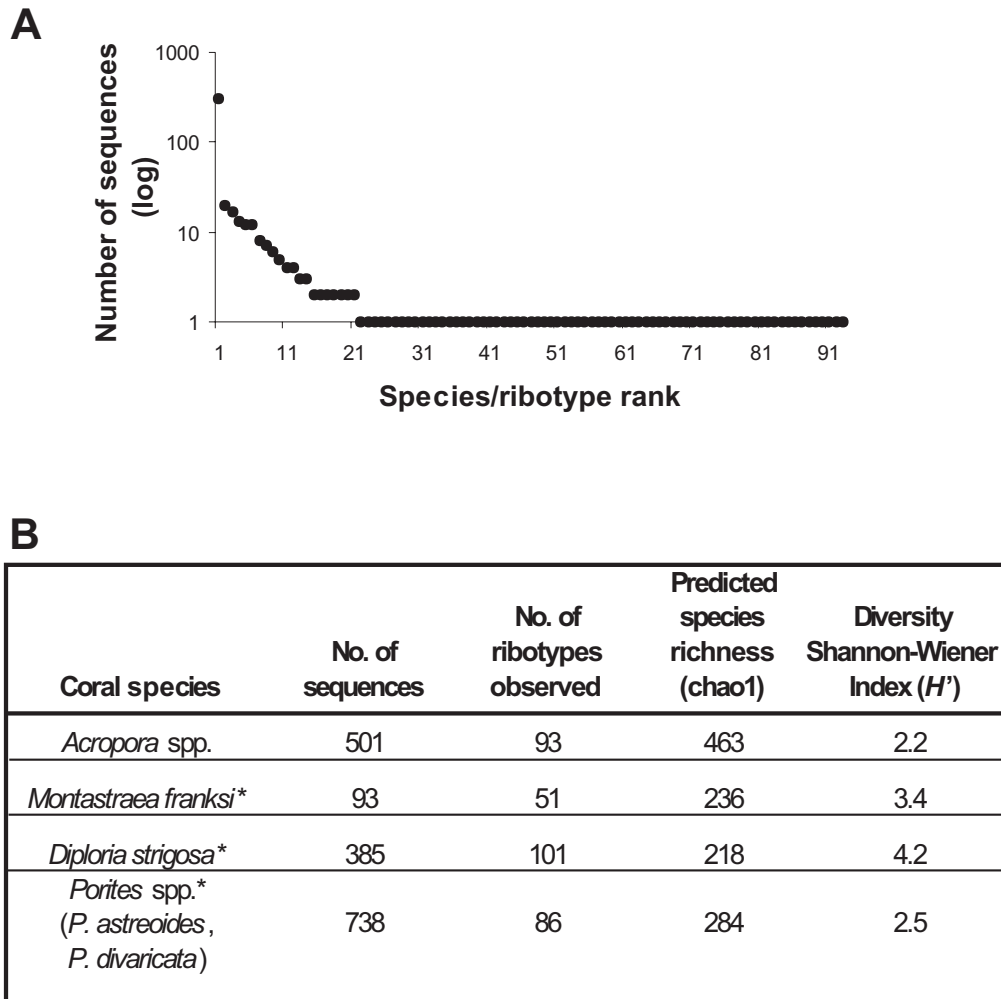 A
Number of sequences
(log)
1000
100
10
1
1 11 21 31 41 51 61 71 81 91
Species/ribotype rank
B
Coral species No. of sequences No. of ribotypes observed Predicted species richness (chao1) Diversity Shannon-Wiener Index (H')
Acropora spp. 501 93 463 2.2
Montastraea franksi* 93 51 236 3.4
Diploria strigosa* 385 101 218 4.2
Porites spp.*
(P. astreoides, 738 86 284 2.5
P. divaricata)